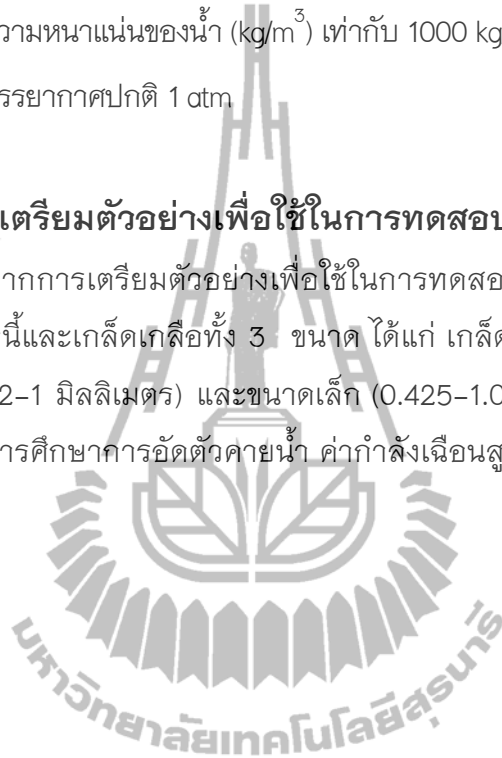 วามหนาแน่นของน้ำ (kg/m³) เท่ากับ 1000 kg
รรยากาศปกติ 1 atm
เตรียมตัวอย่างเพื่อใช้ในการทดสอบ
ากการเตรียมตัวอย่างเพื่อใช้ในการทดสอ
นี้และเกล็ดเกลือทั้ง 3 ขนาด ได้แก่ เกล็ด
2–1 มิลลิเมตร) และขนาดเล็ก (0.425–1.0
ารศึกษาการอัดตัวคายน้ำ ค่ากำลังเฉือนสู
มหาวิทยาลัยเทคโนโลยีสุรนารี